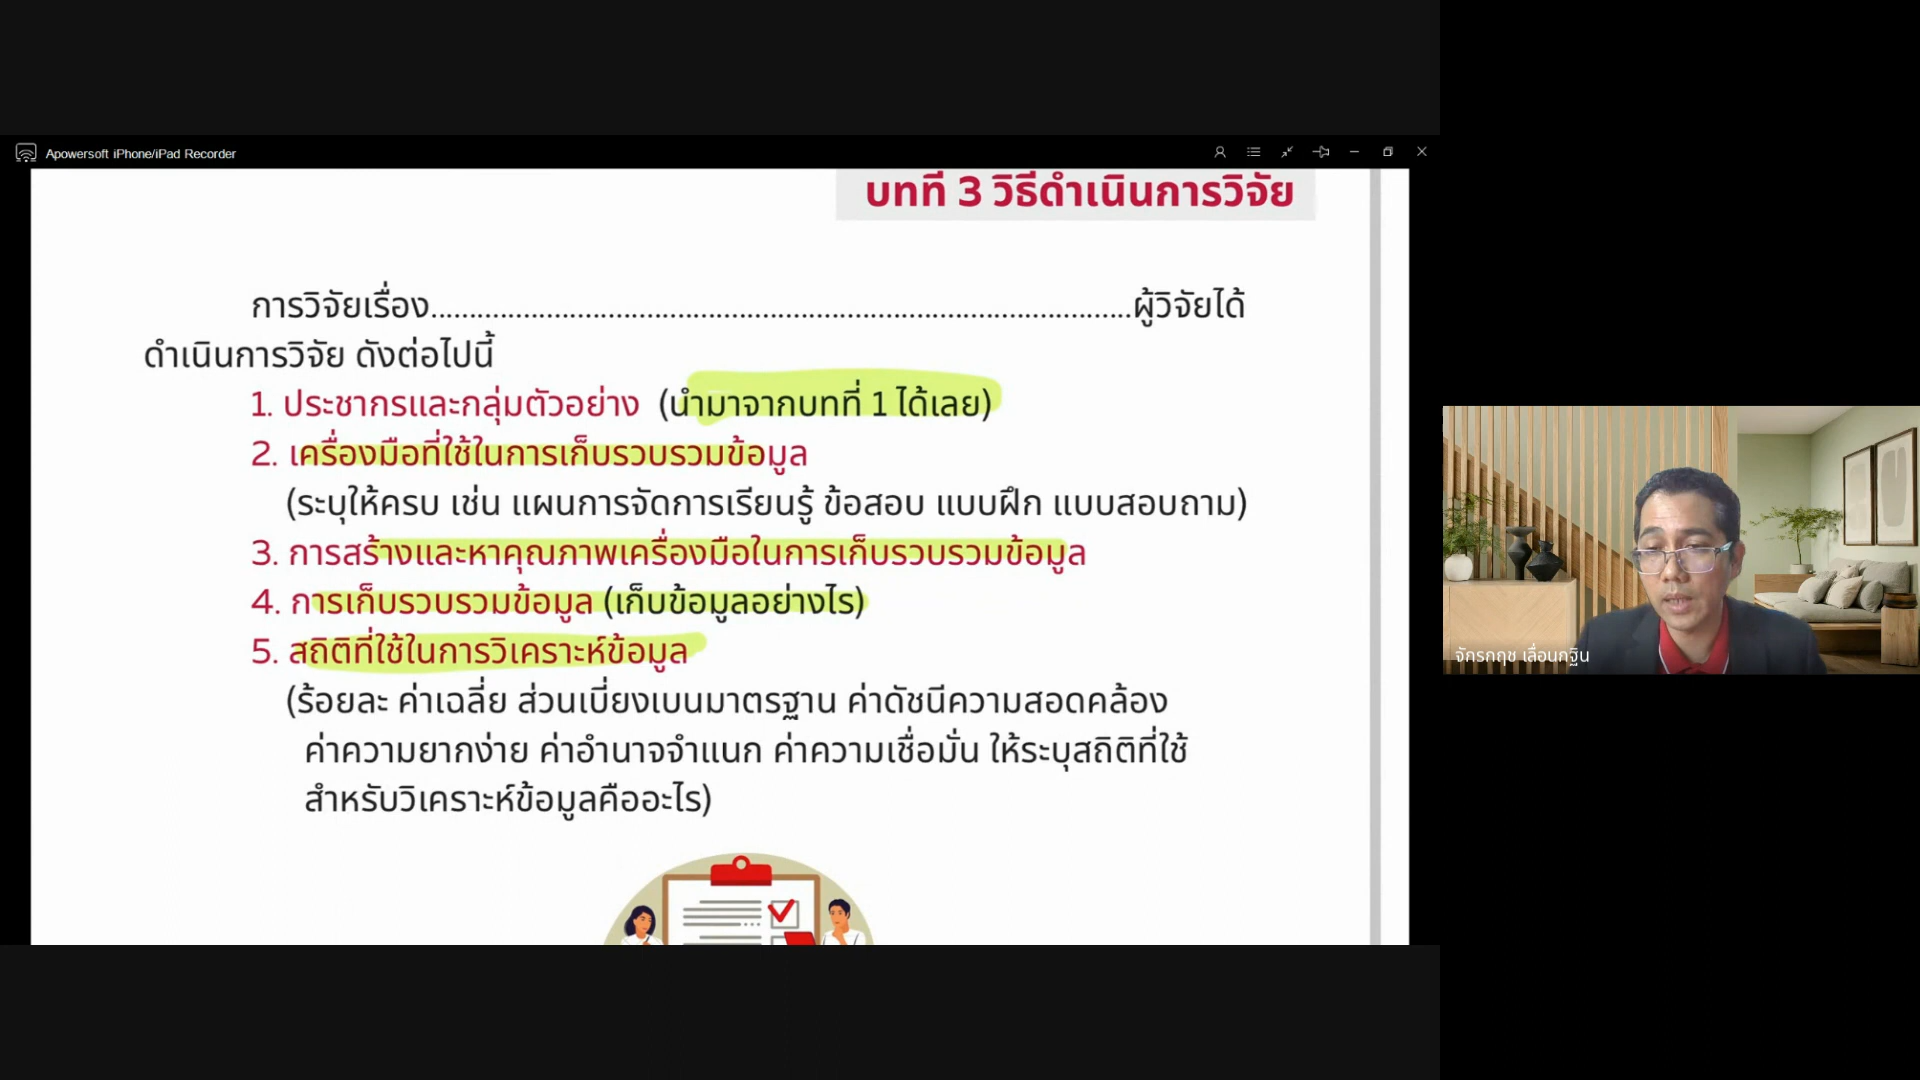 Apowersoft iPhone/iPad Recorder
บทที่ 3 วิธีดำเนินการวิจัย
การวิจัยเรื่อง..............................................................................................ผู้วิจัยได้
ดำเนินการวิจัย ดังต่อไปนี้
1. ประชากรและกลุ่มตัวอย่าง (นำมาจากบทที่ 1 ได้เลย)
2. เครื่องมือที่ใช้ในการเก็บรวบรวมข้อมูล
(ระบุให้ครบ เช่น แผนการจัดการเรียนรู้ ข้อสอบ แบบฝึก แบบสอบถาม)
3. การสร้างและหาคุณภาพเครื่องมือในการเก็บรวบรวมข้อมูล
4. การเก็บรวบรวมข้อมูล (เก็บข้อมูลอย่างไร)
5. สถิติที่ใช้ในการวิเคราะห์ข้อมูล
(ร้อยละ ค่าเฉลี่ย ส่วนเบี่ยงเบนมาตรฐาน ค่าดัชนีความสอดคล้อง
ค่าความยากง่าย ค่าอำนาจจำแนก ค่าความเชื่อมั่น ให้ระบุสถิติที่ใช้
สำหรับวิเคราะห์ข้อมูลคืออะไร)
จักรกฤช เลื่อนกฐิน